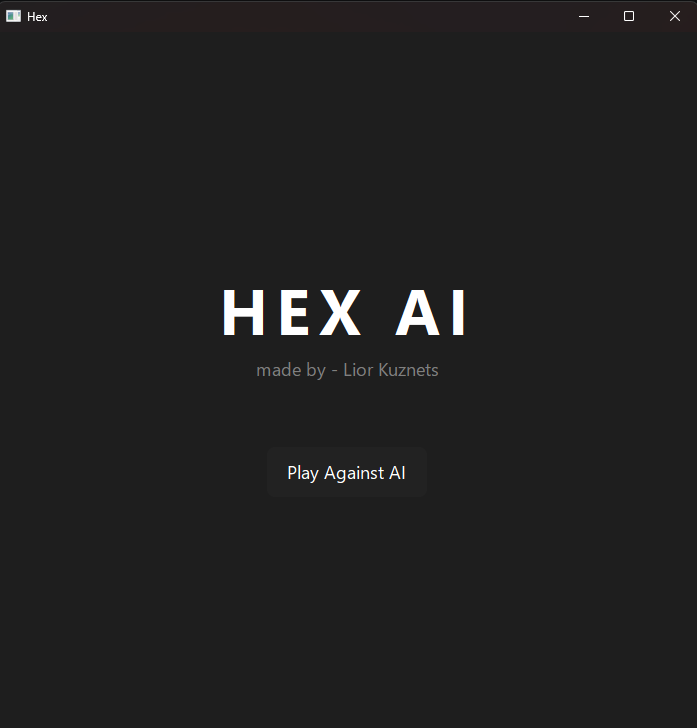 Hex
HEX AI
made by - Lior Kuznets
Play Against AI